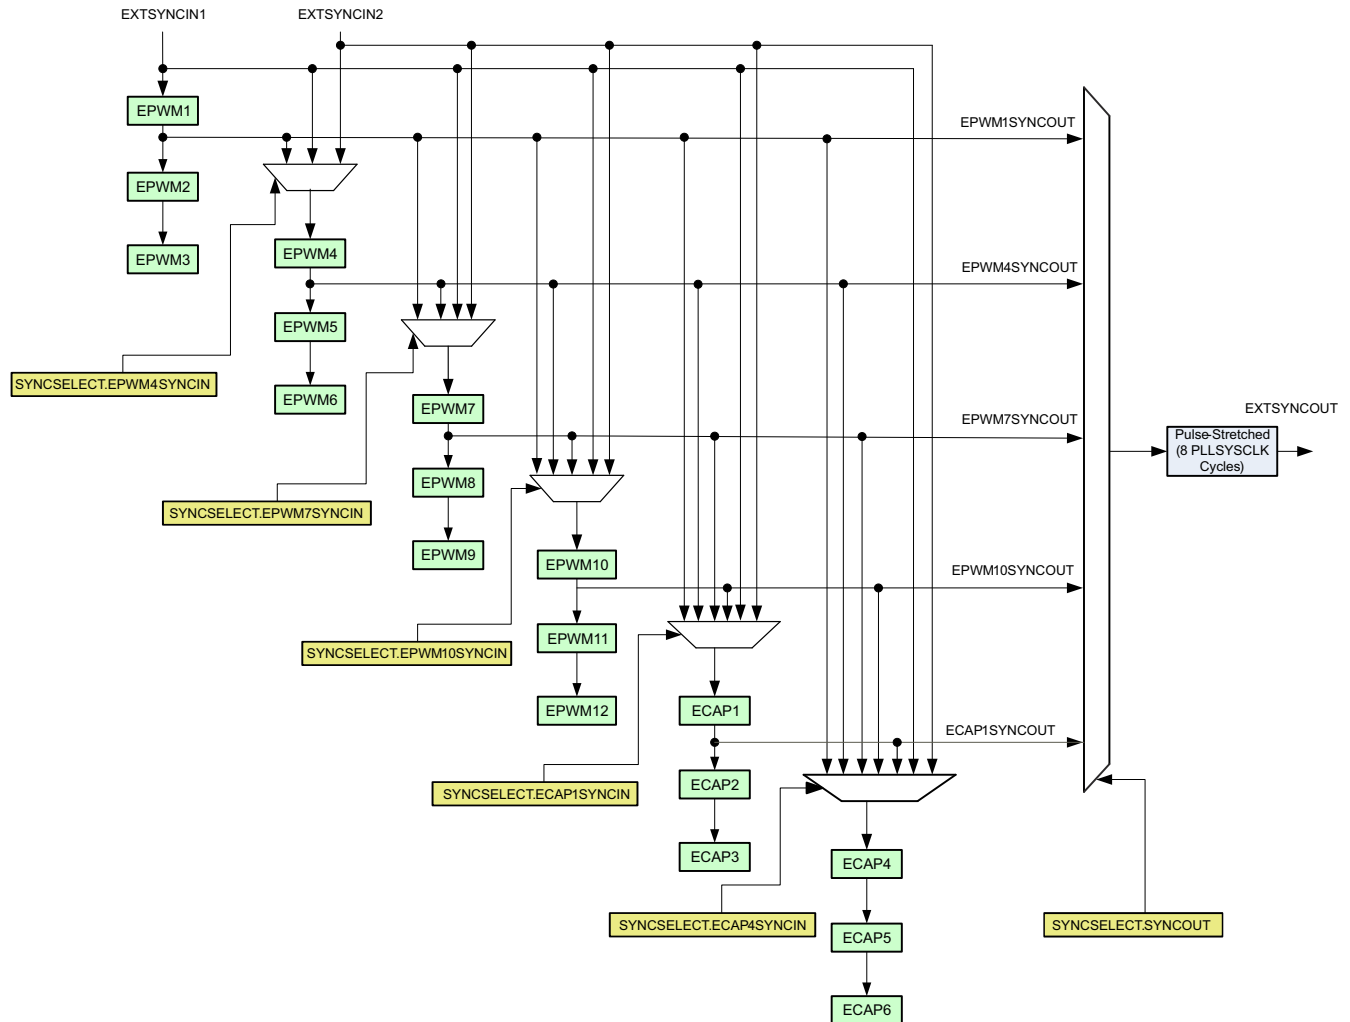 EXTSYNCIN1
EXTSYNCIN2
EPWM1
EPWM1SYNCOUT
EPWM2
EPWM3
EPWM4
EPWM4SYNCOUT
EPWM5
SYNCSELECT.EPWM4SYNCIN
EPWM6
EPWM7
EPWM7SYNCOUT
EXTSYNCOUT
Pulse-Stretched
(8 PLLSYSCLK
Cycles)
EPWM8
SYNCSELECT.EPWM7SYNCIN
EPWM9
EPWM10
EPWM10SYNCOUT
EPWM11
SYNCSELECT.EPWM10SYNCIN
EPWM12
ECAP1
ECAP1SYNCOUT
ECAP2
SYNCSELECT.ECAP1SYNCIN
ECAP3
ECAP4
SYNCSELECT.ECAP4SYNCIN
SYNCSELECT.SYNCOUT
ECAP5
ECAP6